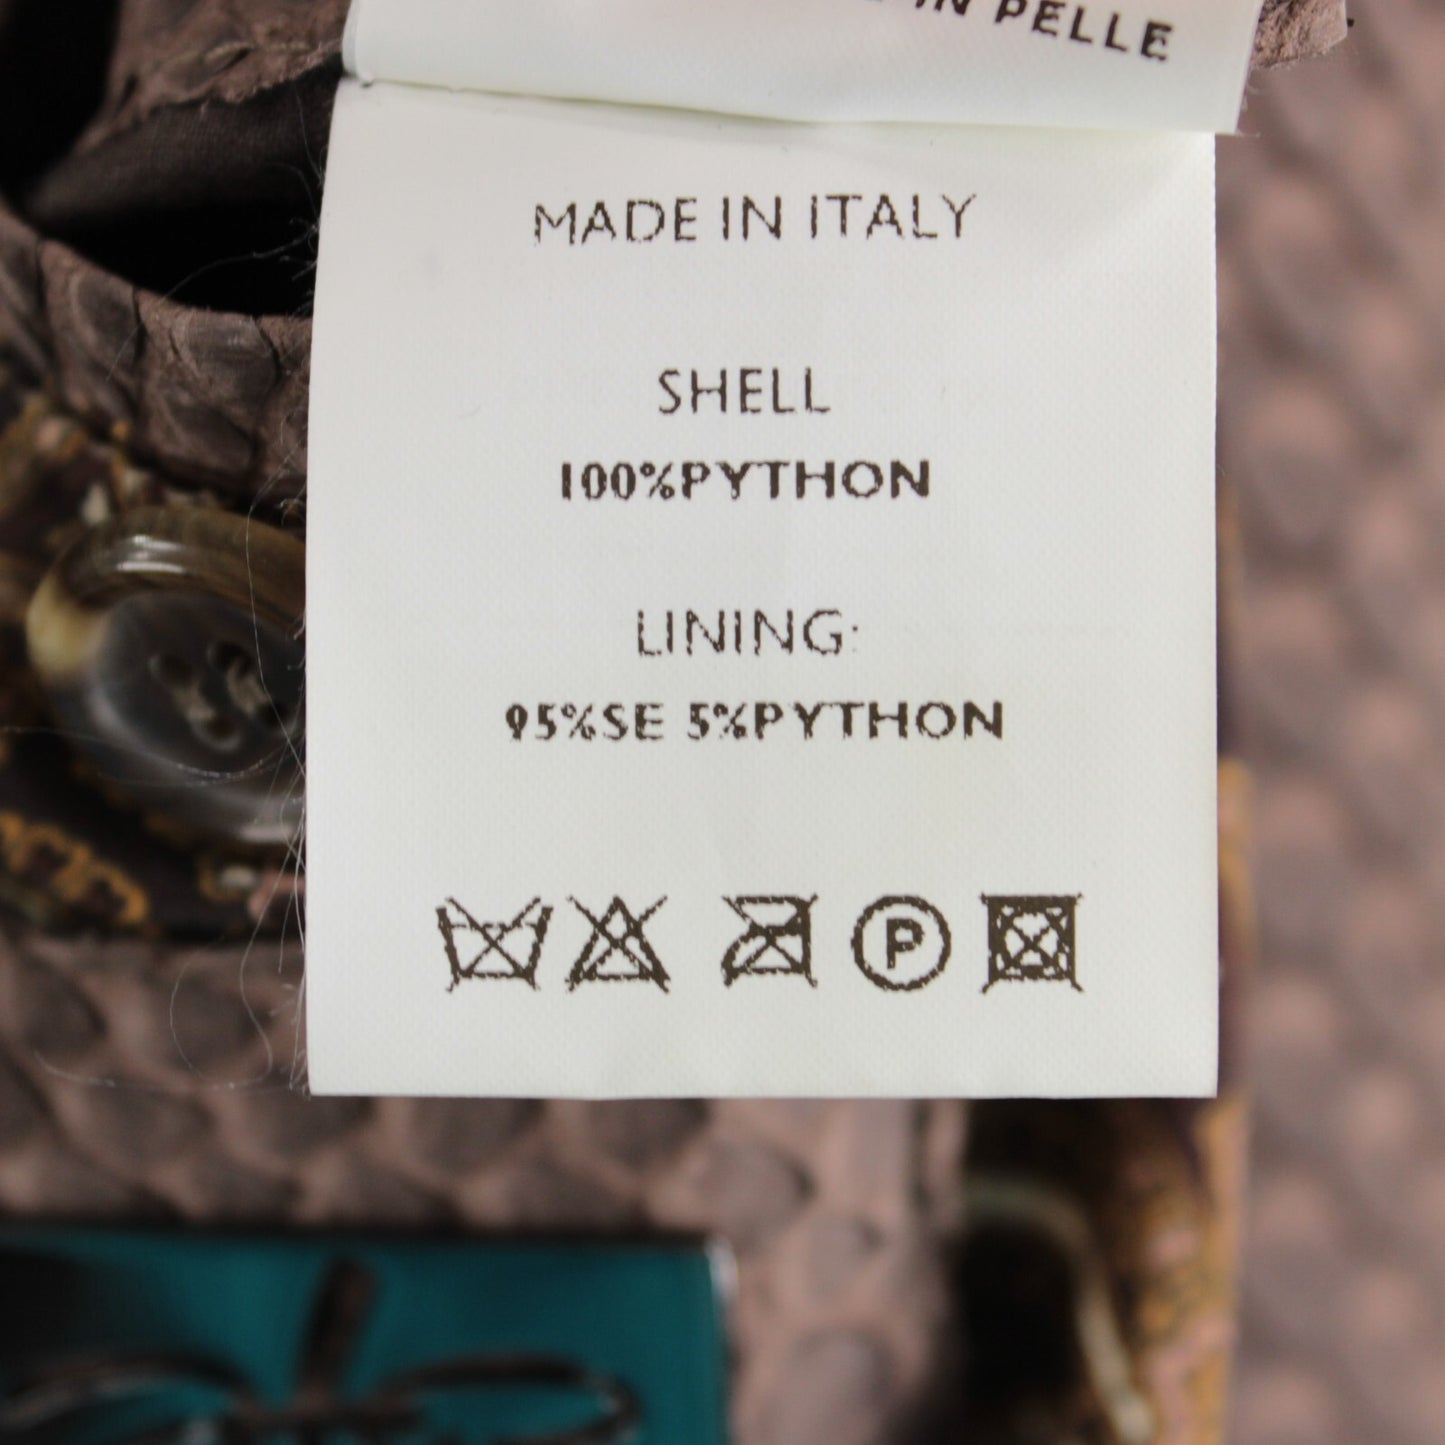 IN PELLE
MADE IN ITALY
SHELL
100%PYTHON
LINING:
95%SE 5%PYTHON
P